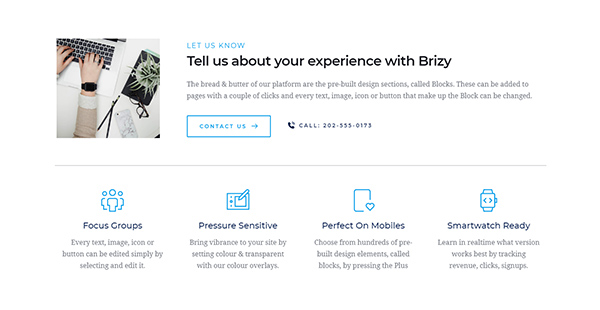 LET US KNOW
Tell us about your experience with Brizy
The bread & butter of our platform are the pre-built design sections, called Blocks. These can be added to
pages with a couple of clicks and every text, image, icon or button that make up the Block can be changed.
CONTACT US →
CALL: 202-555-0173
Focus Groups
Every text, image, icon or
button can be edited simply by
selecting and edit it.
Pressure Sensitive
Bring vibrance to your site by
setting colour & transparent
with our colour overlays.
Perfect On Mobiles
Choose from hundreds of pre-
built design elements, called
blocks, by pressing the Plus
Smartwatch Ready
Learn in realtime what version
works best by tracking
revenue, clicks, signups.